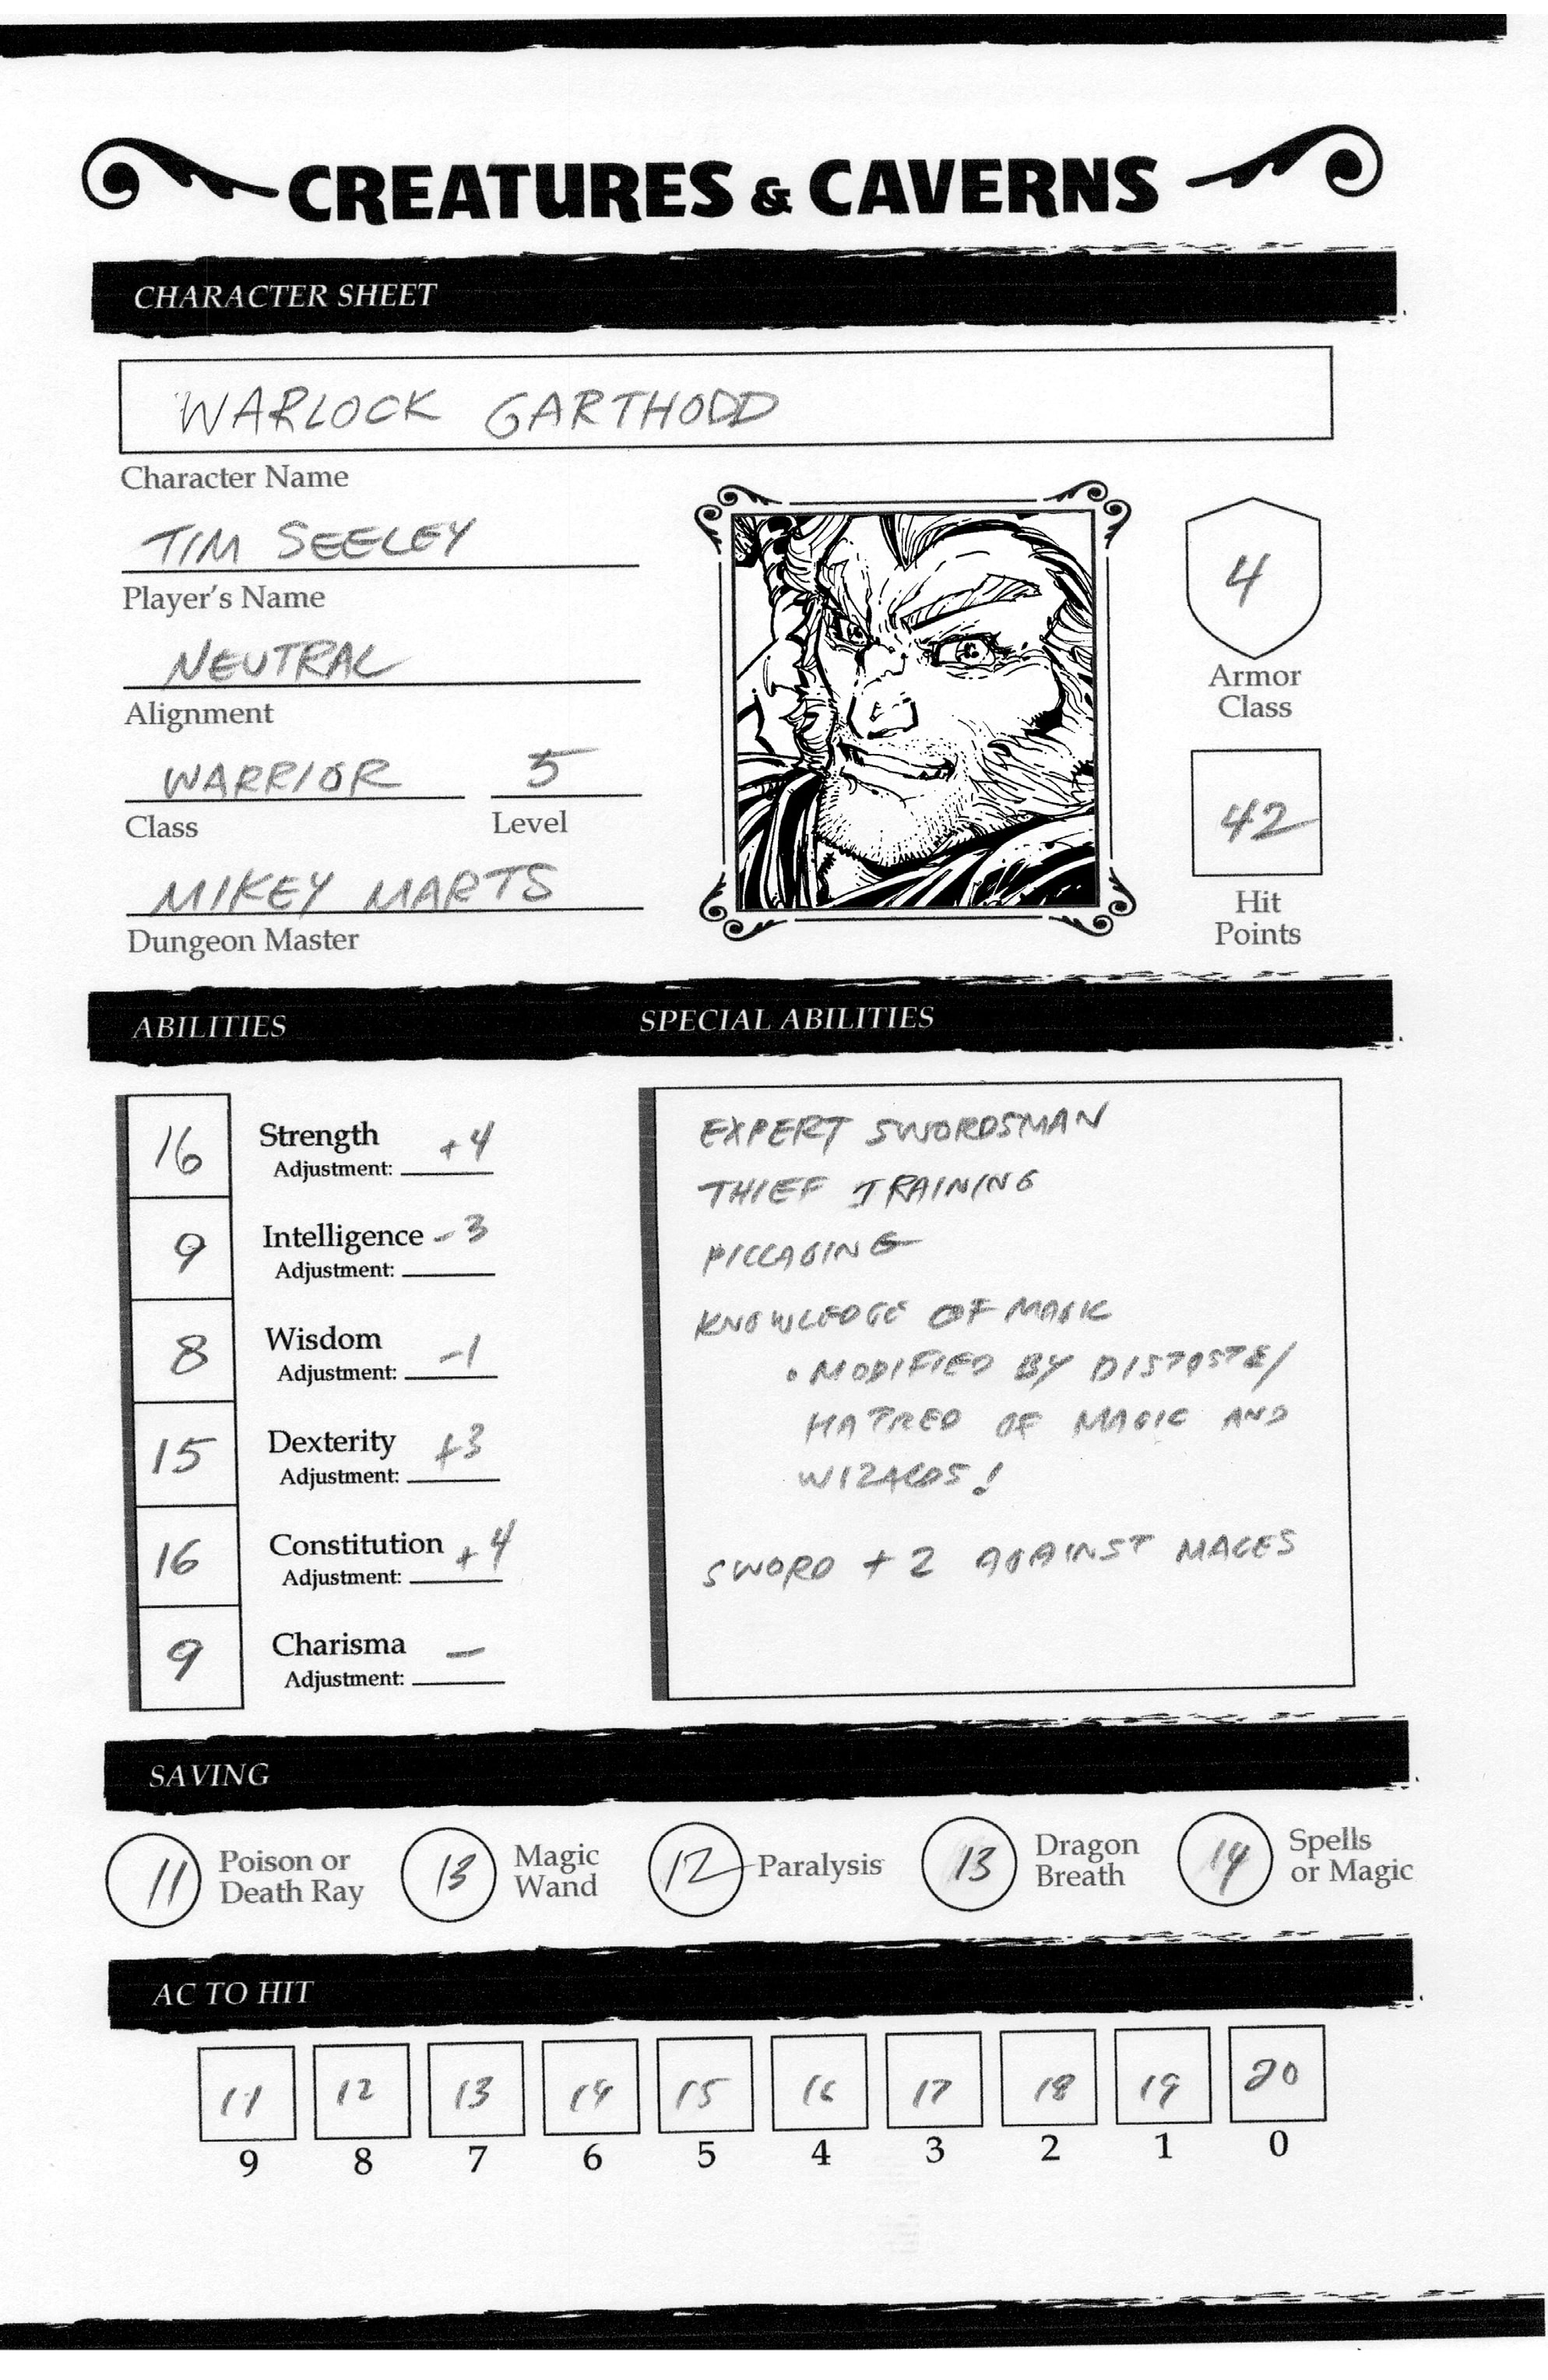 CREATURES & CAVERNS
CHARACTER SHEET
WARLOCK GARTHODD
Character Name
TIM SEELEY
Player's Name
NEUTRAL
Alignment
WARRIOR 5
Class Level
MIKEY MARTS
Dungeon Master
4
Armor
Class
42
Hit
Points
ABILITIES SPECIAL ABILITIES
16 Strength +4
Adjustment:
9 Intelligence -3
Adjustment:
8 Wisdom
Adjustment: -1
15 Dexterity +3
Adjustment:
16 Constitution +4
Adjustment:
9 Charisma -
Adjustment:
EXPERT SWORDSMAN
THIEF TRAINING
PILLAGING
KNOWLEDGE OF MAGIC
• MODIFIED BY DISTASTE/
HATRED OF MAGIC AND
WIZARDS!
SWORD +2 AGAINST MAGES
SAVING
11 Poison or
Death Ray
13 Magic
Wand
12 Paralysis
13 Dragon
Breath
14 Spells
or Magic
AC TO HIT
11 12 13 14 15 16 17 18 19 20
9 8 7 6 5 4 3 2 1 0